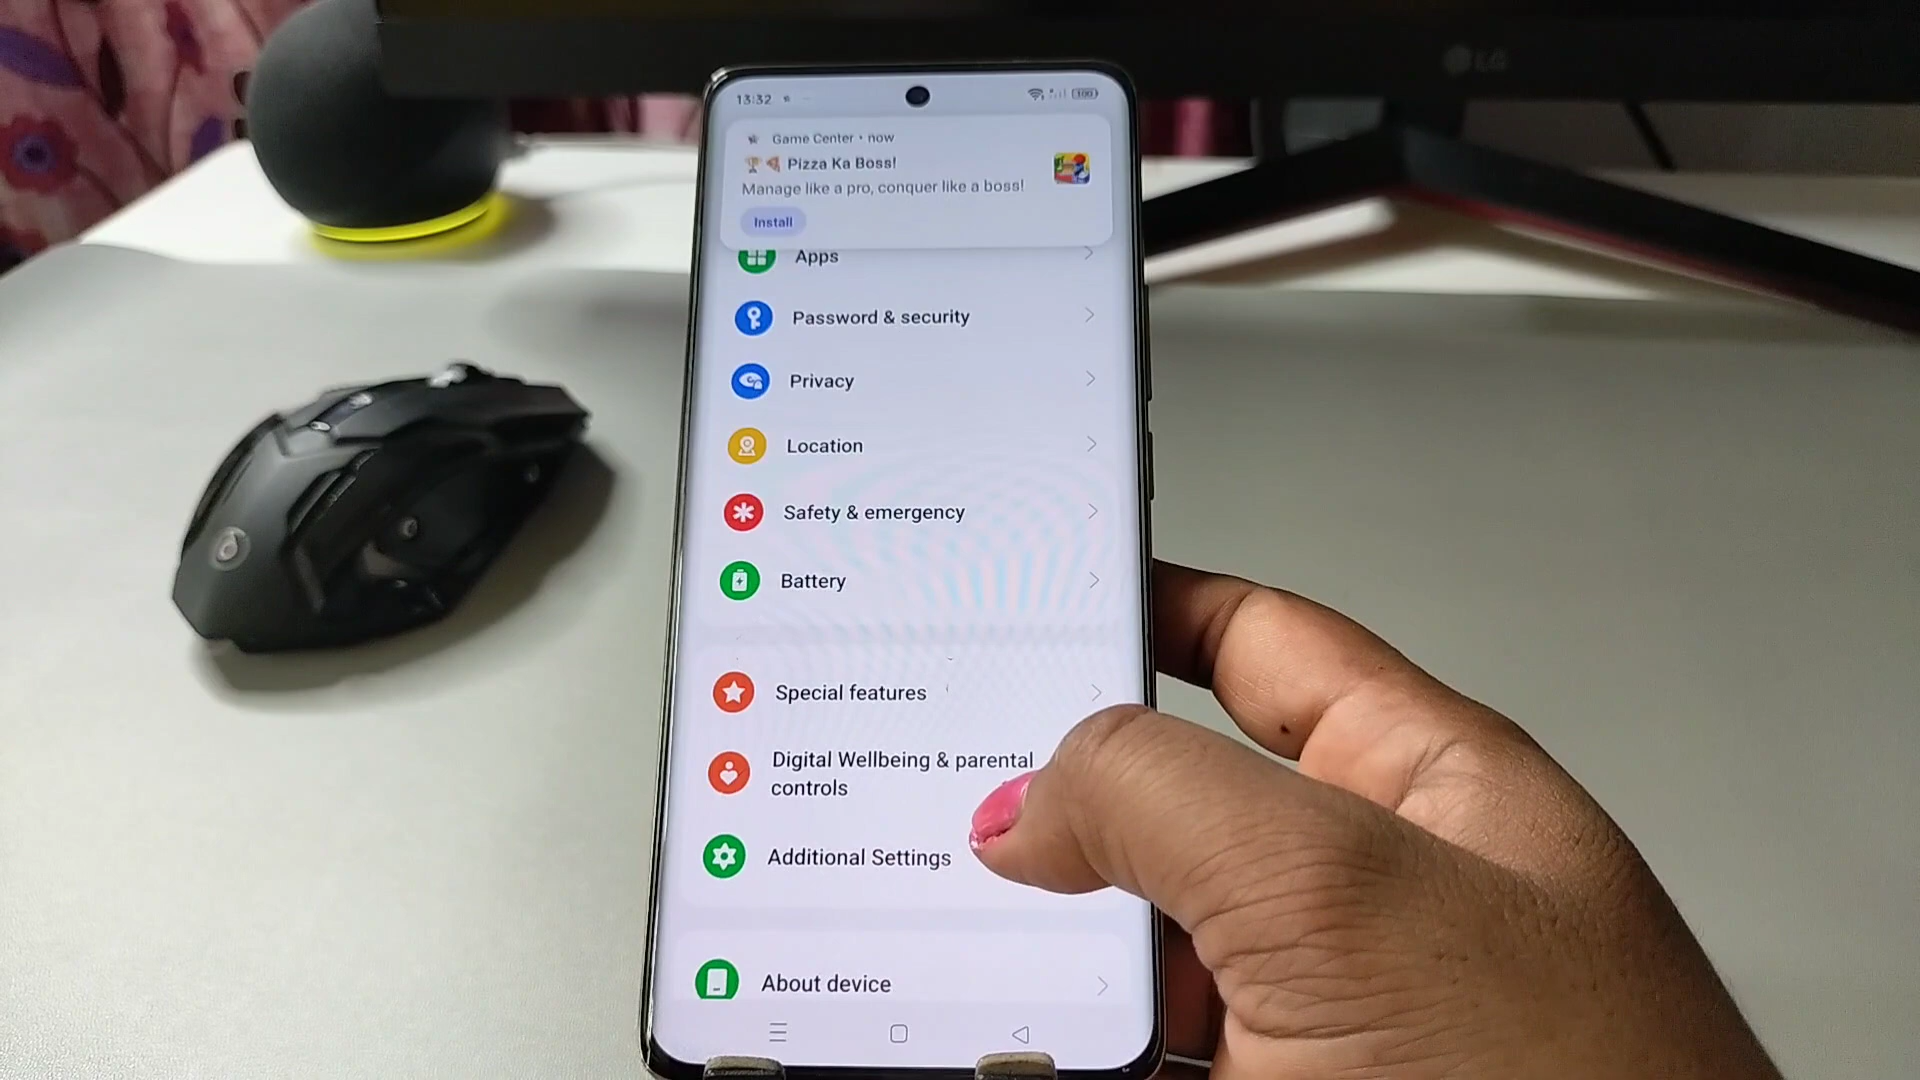 LG
13:32
100
Game Center • now
🏆🍕 Pizza Ka Boss!
Manage like a pro, conquer like a boss!
Install
Apps
Password & security
Privacy
Location
Safety & emergency
Battery
Special features
Digital Wellbeing & parental
controls
Additional Settings
About device